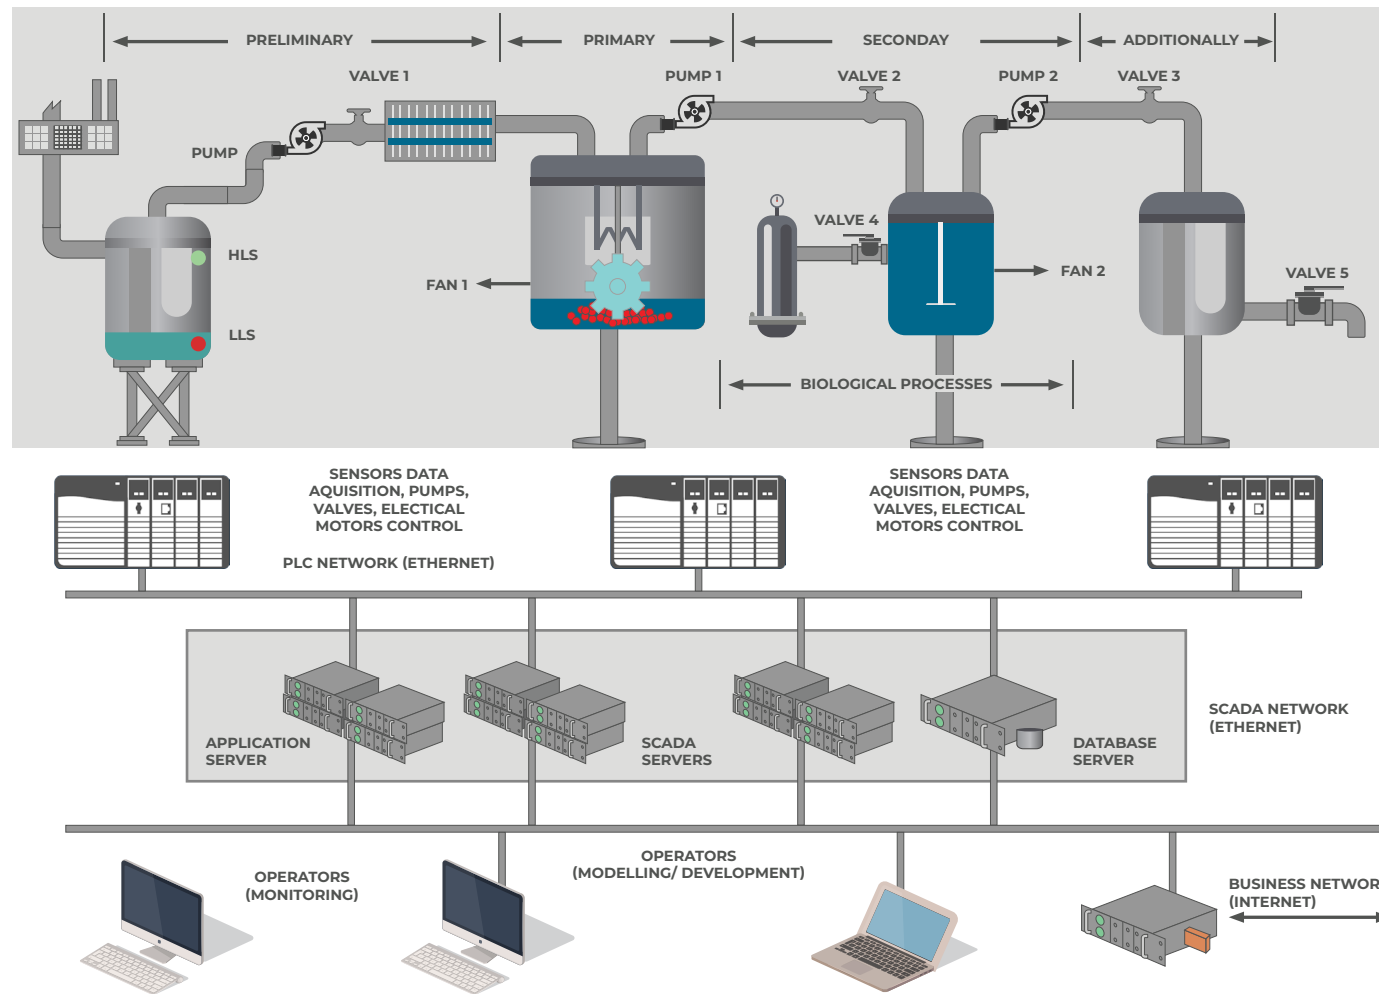 PRELIMINARY
PRIMARY
SECONDAY
ADDITIONALLY
VALVE 1
PUMP 1
VALVE 2
PUMP 2
VALVE 3
PUMP
VALVE 4
HLS
FAN 1
FAN 2
VALVE 5
LLS
BIOLOGICAL PROCESSES
SENSORS DATA
AQUISITION, PUMPS,
VALVES, ELECTICAL
MOTORS CONTROL
SENSORS DATA
AQUISITION, PUMPS,
VALVES, ELECTICAL
MOTORS CONTROL
PLC NETWORK (ETHERNET)
SCADA NETWORK
(ETHERNET)
APPLICATION
SERVER
SCADA
SERVERS
DATABASE
SERVER
OPERATORS
(MONITORING)
OPERATORS
(MODELLING/ DEVELOPMENT)
BUSINESS NETWOR
(INTERNET)